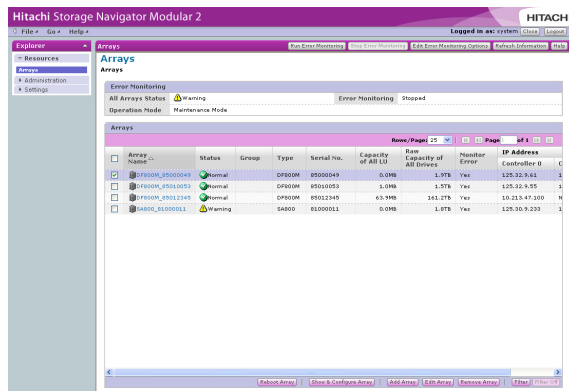 Hitachi Storage Navigator Modular 2
HITACH
File Go Help
Logged in as: system Close Logout
Explorer
Resources
Arrays
Administration
Settings
Arrays
Run Error Monitoring Stop Error Monitoring Edit Error Monitoring Options Refresh Information Help
Arrays
Arrays
Error Monitoring
All Arrays Status Warning Error Monitoring Stopped
Operation Mode Maintenance Mode
Arrays
Rows/Page: 25 Page of 1
Array Name Status Group Type Serial No. Capacity of All LU Raw Capacity of All Drives Monitor Error IP Address
Controller 0 C
DF800M_85000049 Normal DF800M 85000049 0.0MB 1.9TB Yes 125.32.9.61 1
DF800M_85010053 Normal DF800M 85010053 0.0MB 1.5TB Yes 125.32.9.55 1
DF800M_85012345 Normal DF800M 85012345 63.9MB 161.2TB Yes 10.213.47.100 N
SA800_81000011 Warning SA800 81000011 0.0MB 1.0TB Yes 125.30.9.233 1
Reboot Array Show & Configure Array Add Array Edit Array Remove Array Filter Filter Off